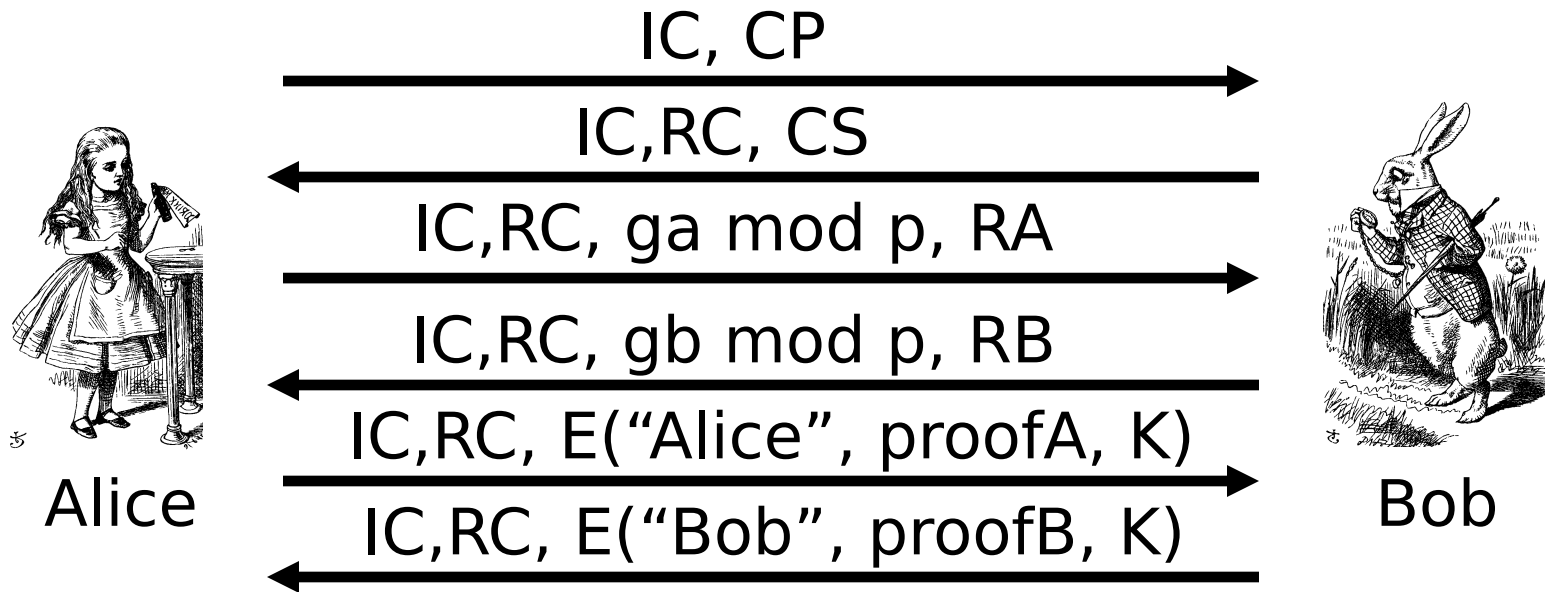 IC, CP
IC,RC, CS
IC,RC, ga mod p, RA
IC,RC, gb mod p, RB
IC,RC, E(“Alice”, proofA, K)
Alice
Bob
IC,RC, E(“Bob”, proofB, K)